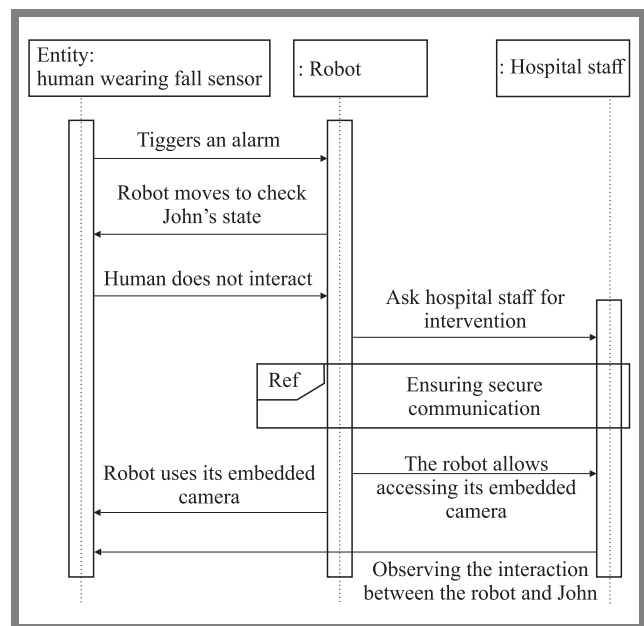 Entity:
human wearing fall sensor
: Robot
: Hospital staff
Tiggers an alarm
Robot moves to check
John's state
Human does not interact
Ask hospital staff for
intervention
Ref
Ensuring secure
communication
Robot uses its embedded
camera
The robot allows
accessing its embedded
camera
Observing the interaction
between the robot and John